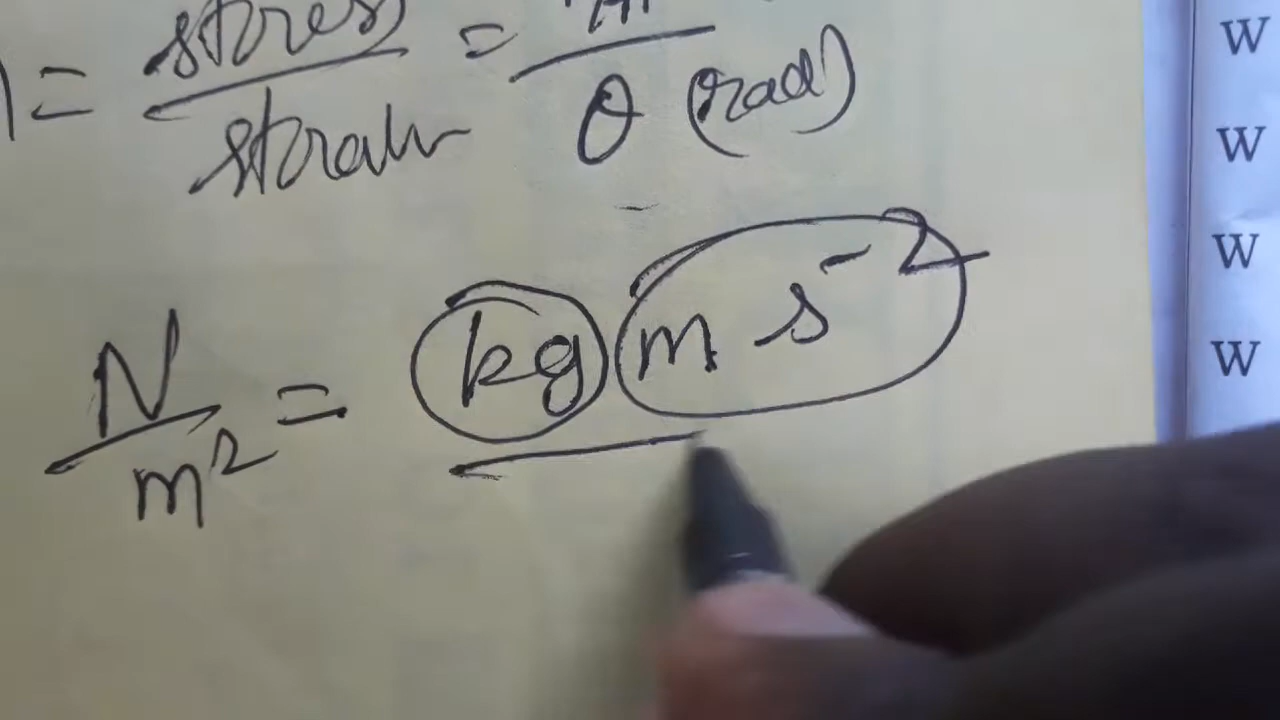 = stress/strain = /θ (rad)
N/m² = kg m s⁻²
W
W
W
W